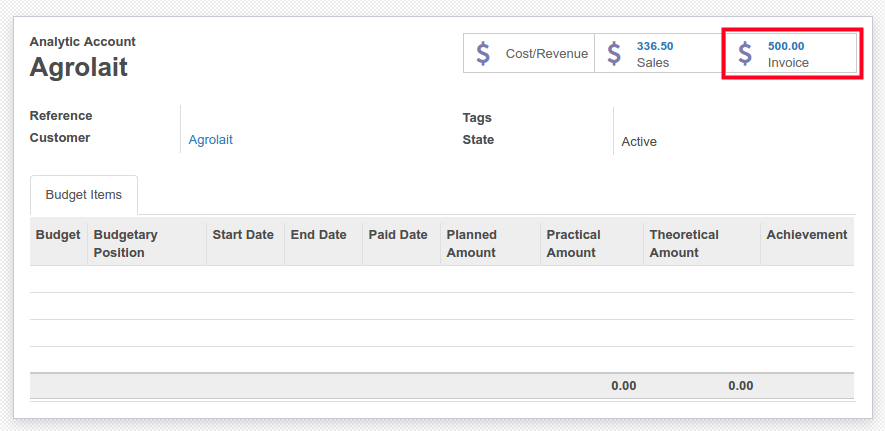 Analytic Account
Agrolait
$ Cost/Revenue
$ 336.50
Sales
$ 500.00
Invoice
Reference
Customer Agrolait
Tags
State Active
Budget Items
Budget Budgetary Start Date End Date Paid Date Planned Practical Theoretical Achievement
Position Amount Amount Amount
0.00 0.00